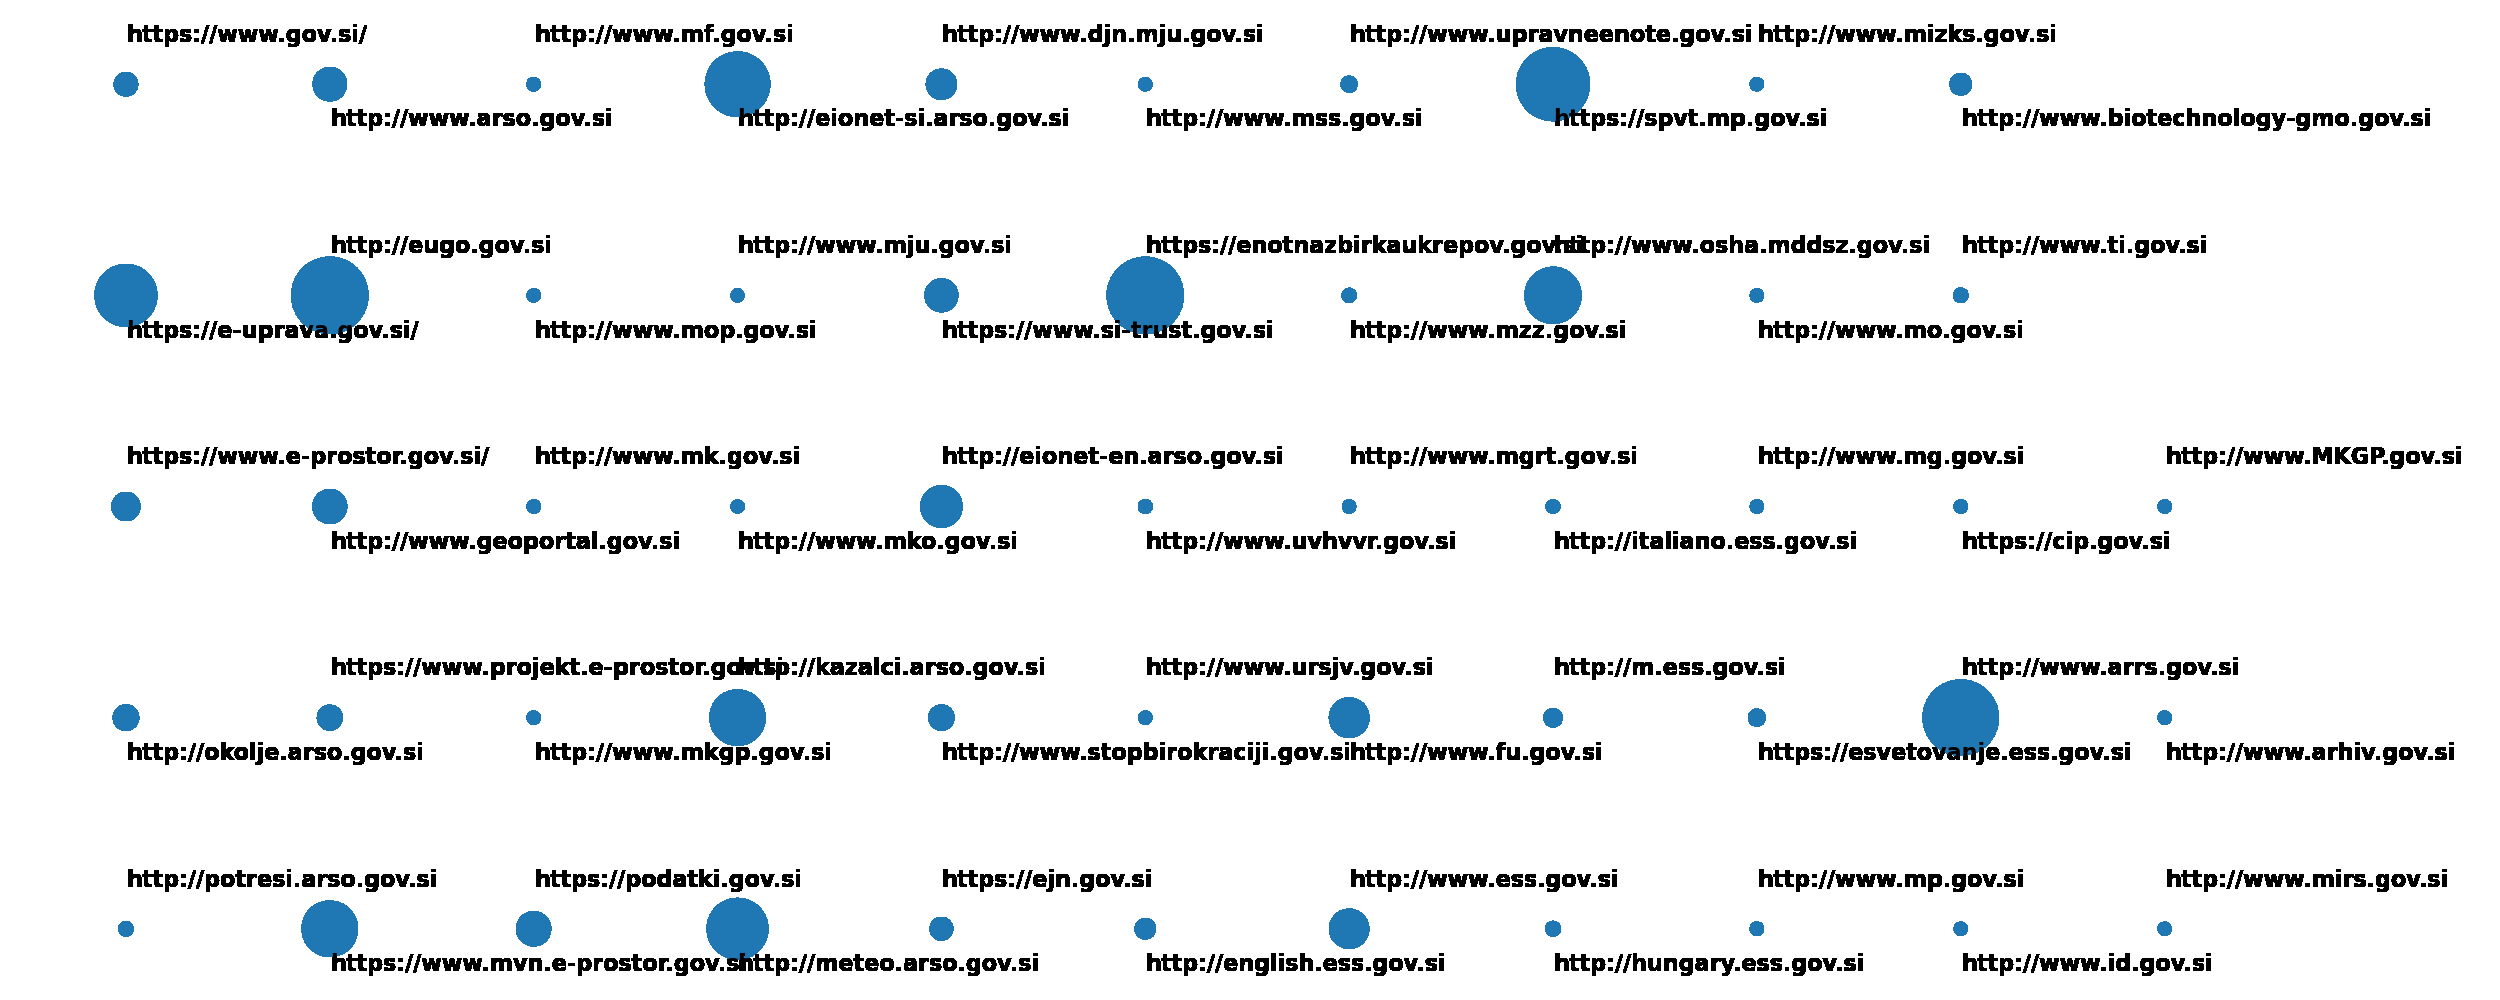 https://www.gov.si/ http://www.mf.gov.si http://www.djn.mju.gov.si http://www.upravneenote.gov.si http://www.mizks.gov.si
http://www.arso.gov.si http://eionet-si.arso.gov.si http://www.mss.gov.si https://spvt.mp.gov.si http://www.biotechnology-gmo.gov.si
http://eugo.gov.si http://www.mju.gov.si https://enotnazbirkaukrepov.gov.si http://www.osha.mddsz.gov.si http://www.ti.gov.si
https://e-uprava.gov.si/ http://www.mop.gov.si https://www.si-trust.gov.si http://www.mzz.gov.si http://www.mo.gov.si
https://www.e-prostor.gov.si/ http://www.mk.gov.si http://eionet-en.arso.gov.si http://www.mgrt.gov.si http://www.mg.gov.si http://www.MKGP.gov.si
http://www.geoportal.gov.si http://www.mko.gov.si http://www.uvhvvr.gov.si http://italiano.ess.gov.si https://cip.gov.si
https://www.projekt.e-prostor.gov.si http://kazalci.arso.gov.si http://www.ursjv.gov.si http://m.ess.gov.si http://www.arrs.gov.si
http://okolje.arso.gov.si http://www.mkgp.gov.si http://www.stopbirokraciji.gov.si http://www.fu.gov.si https://esvetovanje.ess.gov.si http://www.arhiv.gov.si
http://potresi.arso.gov.si https://podatki.gov.si https://ejn.gov.si http://www.ess.gov.si http://www.mp.gov.si http://www.mirs.gov.si
https://www.mvn.e-prostor.gov.si http://meteo.arso.gov.si http://english.ess.gov.si http://hungary.ess.gov.si http://www.id.gov.si